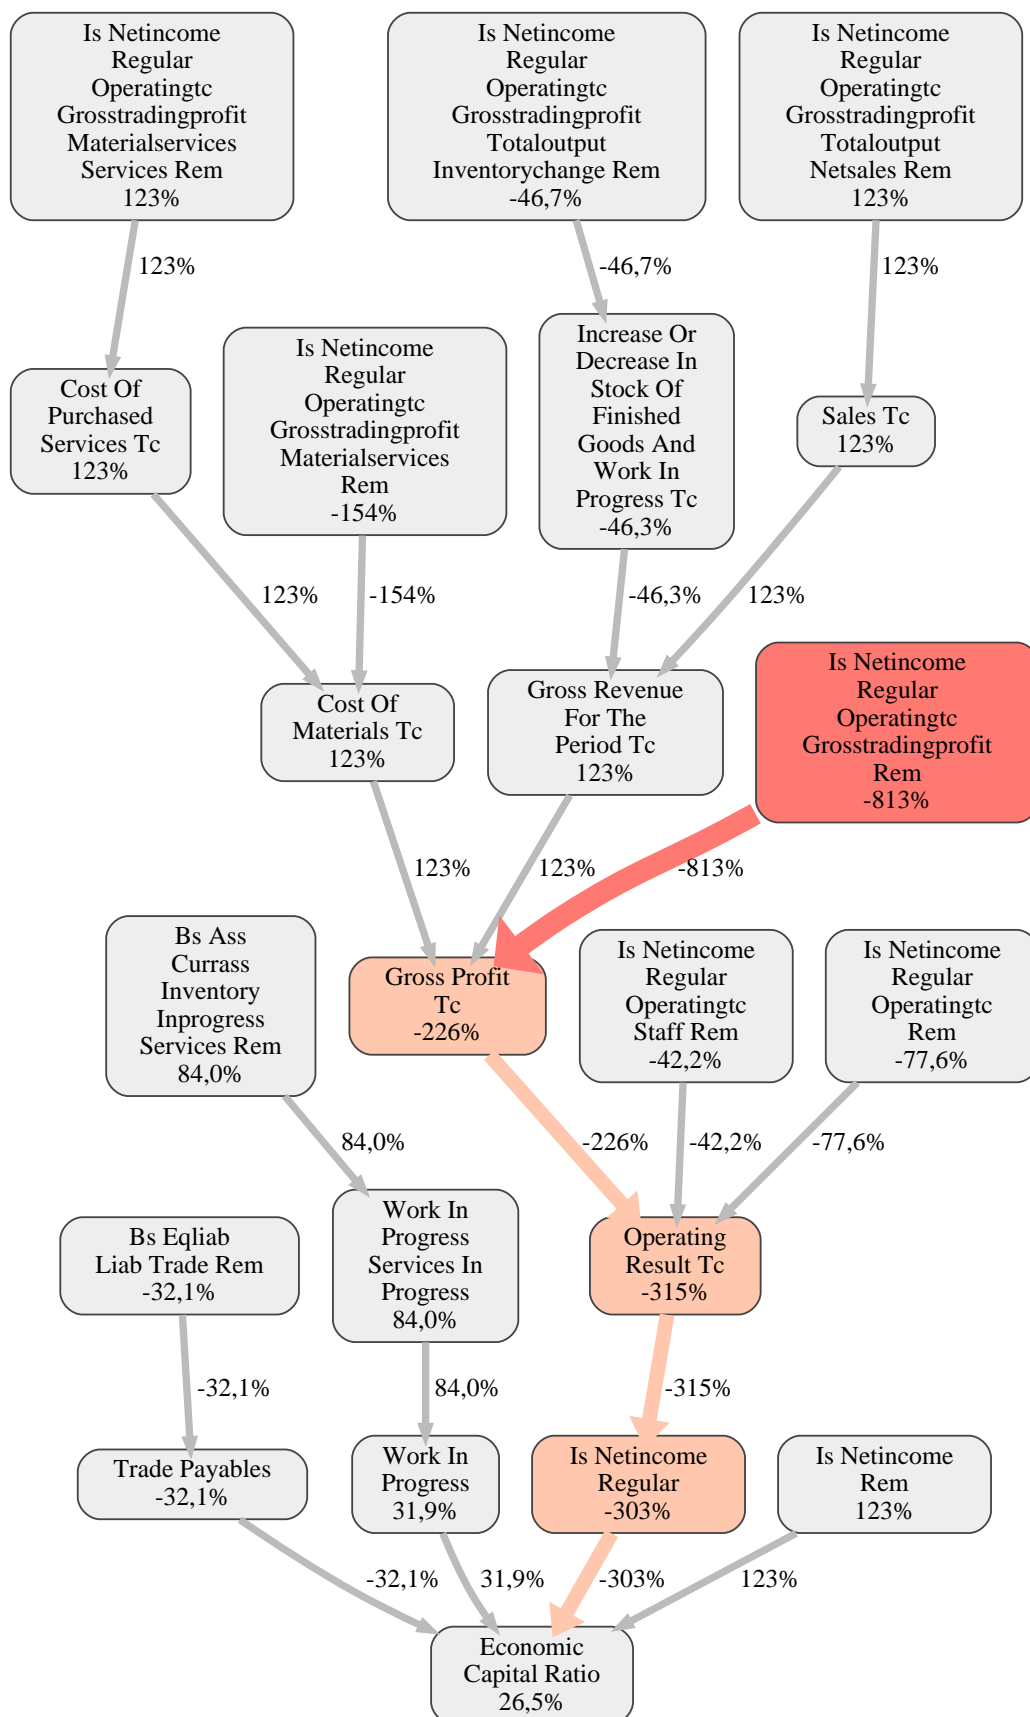 Is Netincome
Regular
Operatingtc
Grosstradingprofit
Materialservices
Services Rem
123%
Is Netincome
Regular
Operatingtc
Grosstradingprofit
Totaloutput
Inventorychange Rem
-46,7%
Is Netincome
Regular
Operatingtc
Grosstradingprofit
Totaloutput
Netsales Rem
123%
123%
-46,7%
123%
Cost Of
Purchased
Services Tc
123%
Is Netincome
Regular
Operatingtc
Grosstradingprofit
Materialservices
Rem
-154%
Increase Or
Decrease In
Stock Of
Finished
Goods And
Work In
Progress Tc
-46,3%
Sales Tc
123%
123%
-154%
-46,3%
123%
Cost Of
Materials Tc
123%
Gross Revenue
For The
Period Tc
123%
Is Netincome
Regular
Operatingtc
Grosstradingprofit
Rem
-813%
123%
123%
-813%
Bs Ass
Currass
Inventory
Inprogress
Services Rem
84,0%
Gross Profit
Tc
-226%
Is Netincome
Regular
Operatingtc
Staff Rem
-42,2%
Is Netincome
Regular
Operatingtc
Rem
-77,6%
84,0%
-226%
-42,2%
-77,6%
Bs Eqliab
Liab Trade Rem
-32,1%
Work In
Progress
Services In
Progress
84,0%
Operating
Result Tc
-315%
-32,1%
84,0%
-315%
Trade Payables
-32,1%
Work In
Progress
31,9%
Is Netincome
Regular
-303%
Is Netincome
Rem
123%
-32,1%
31,9%
-303%
123%
Economic
Capital Ratio
26,5%